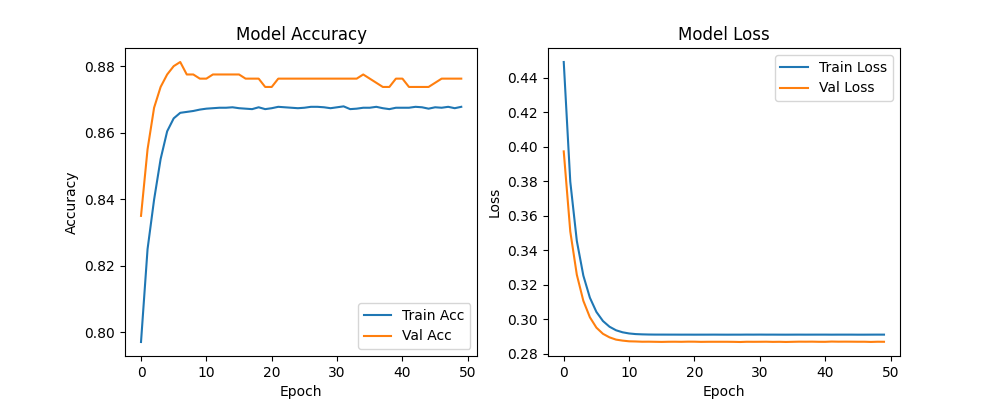 Model Accuracy
0.88
0.86
0.84
0.82
0.80
Accuracy
0 10 20 30 40 50
Epoch
Train Acc
Val Acc
Model Loss
0.44
0.42
0.40
0.38
0.36
0.34
0.32
0.30
0.28
Loss
0 10 20 30 40 50
Epoch
Train Loss
Val Loss